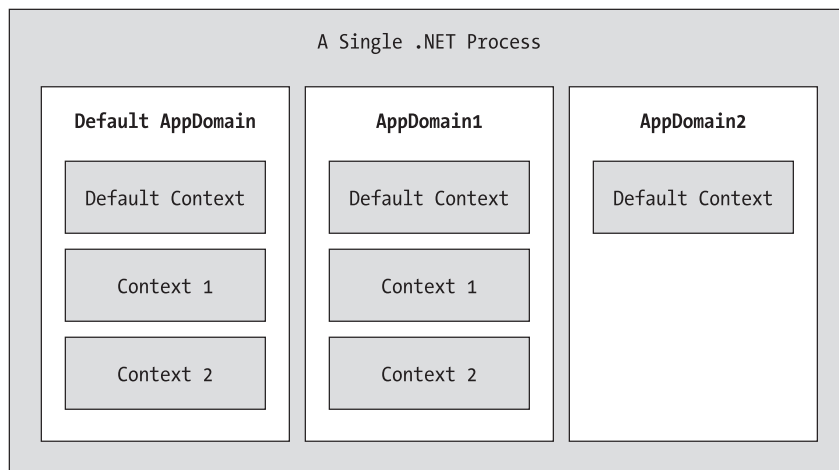 A Single .NET Process
Default AppDomain
Default Context
Context 1
Context 2
AppDomain1
Default Context
Context 1
Context 2
AppDomain2
Default Context